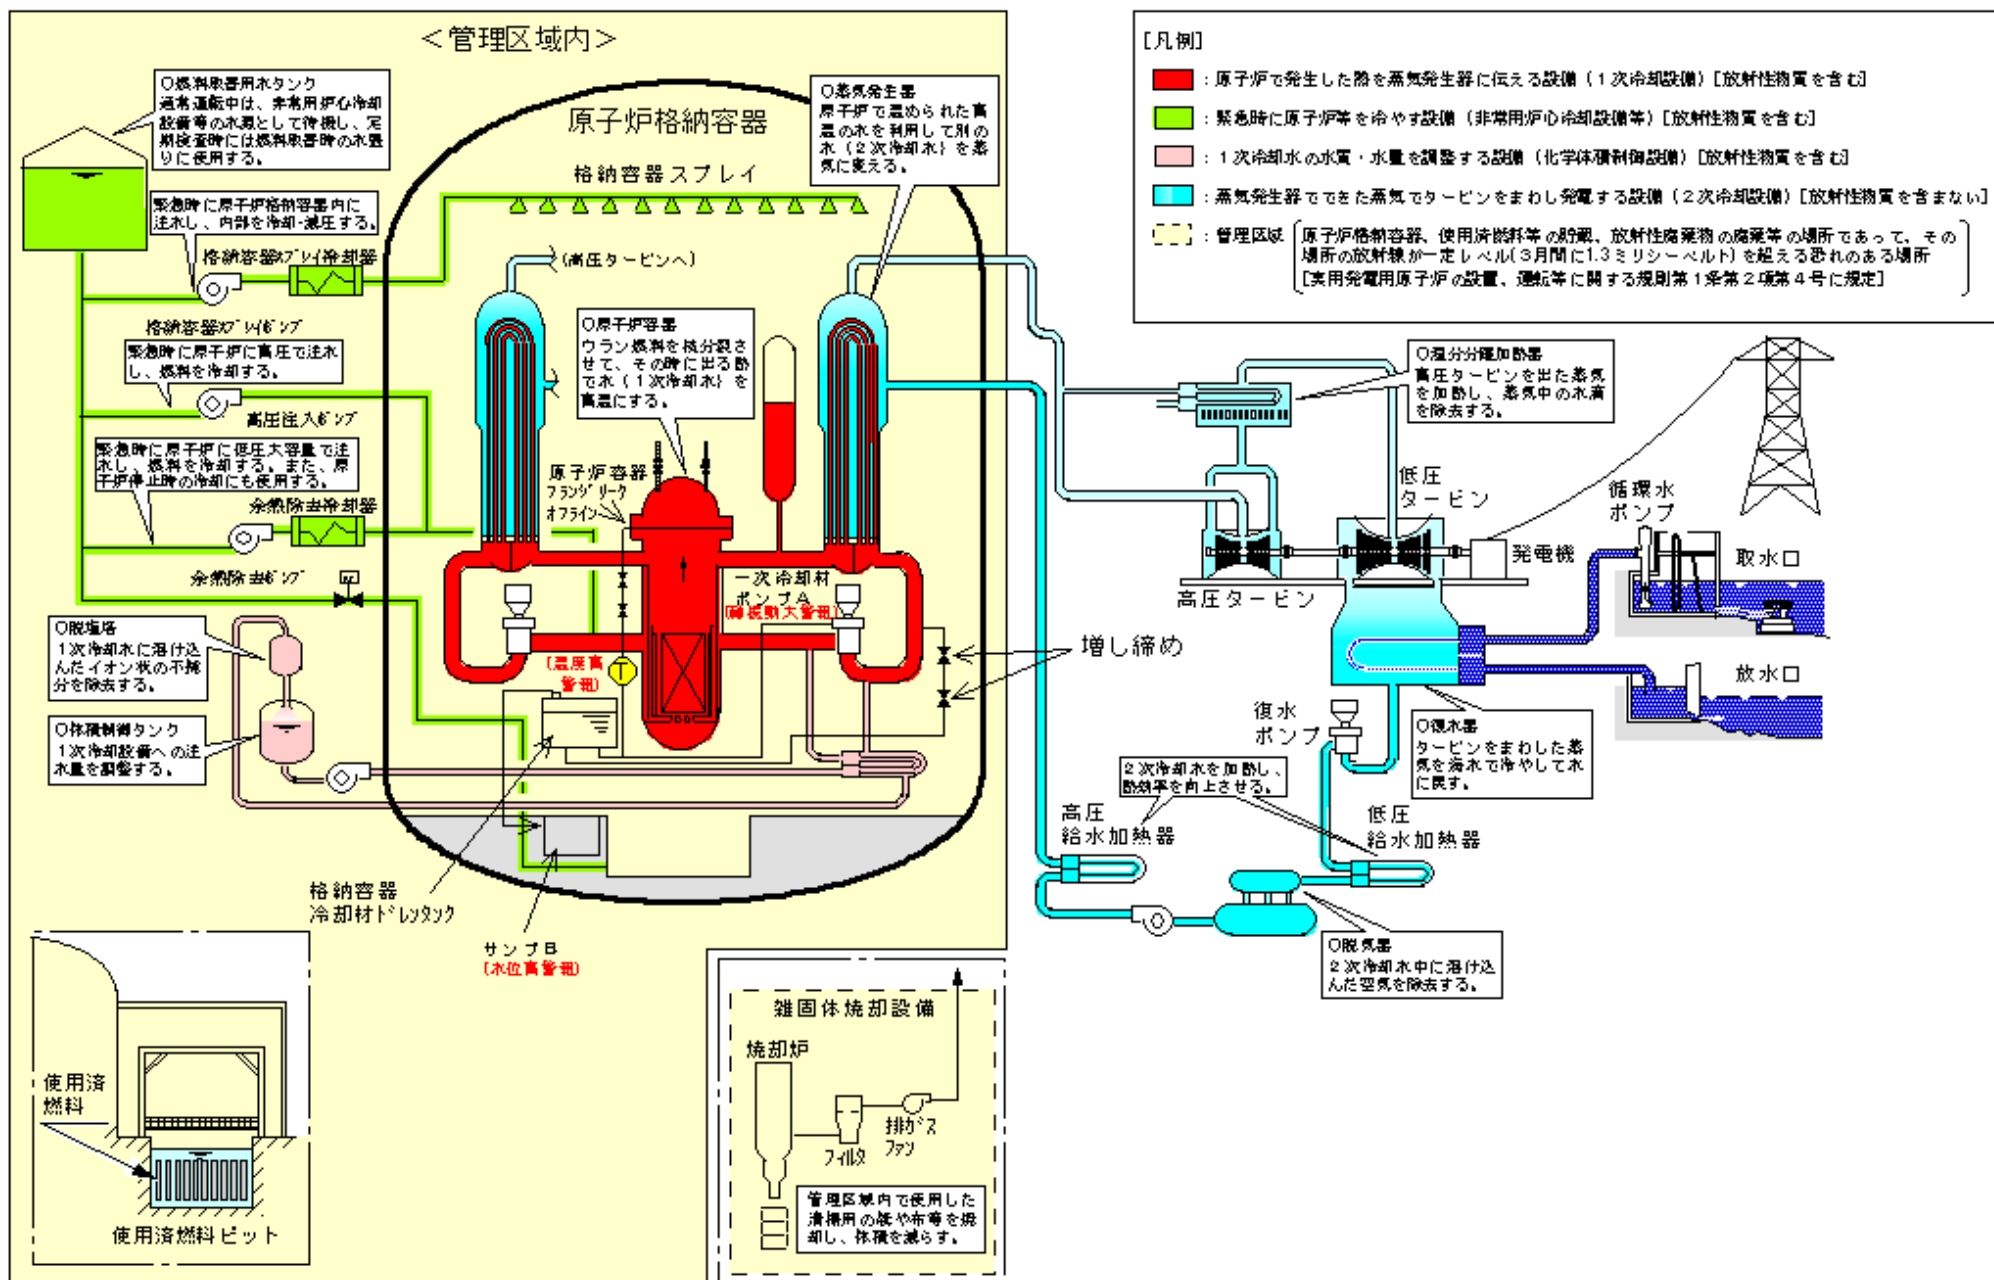 ＜管理区域内＞
○燃料取替用水タンク
通常運転中は、非常用炉心冷却
設備等の水源として待機し、定
期検査時には燃料取替時の水張
りに使用する。
緊急時に原子炉格納容器内に
注水し、内部を冷却・減圧する。
格納容器ｽﾌﾟﾚｲ冷却器
格納容器ｽﾌﾟﾚｲﾎﾟﾝﾌﾟ
緊急時に原子炉に高圧で注水
し、燃料を冷却する。
高圧注入ﾎﾟﾝﾌﾟ
緊急時に原子炉に低圧大容量で注
水し、燃料を冷却する。また、原
子炉停止時の冷却にも使用する。
余熱除去冷却器
余熱除去ﾎﾟﾝﾌﾟ
○脱塩塔
１次冷却水に溶け込
んだイオン状の不純
分を除去する。
○体積制御タンク
１次冷却設備への注
水量を調整する。
原子炉格納容器
格納容器スプレイ
(高圧タービンへ)
○蒸気発生器
原子炉で温められた高
温の水を利用して別の
水（２次冷却水）を蒸
気に変える。
○原子炉容器
ウラン燃料を核分裂さ
せて、その時に出る熱
で水（１次冷却水）を
高温にする。
原子炉容器
ﾌﾗﾝｼﾞﾘｰｸ
ｵﾌﾗｲﾝ
一次冷却材
ポンプＡ
(軸振動大警報)
(温度高
警報)
T
増し締め
格納容器
冷却材ﾄﾞﾚﾝﾀﾝｸ
サンプＢ
(水位高警報)
使用済
燃料
使用済燃料ピット
雑固体焼却設備
焼却炉
ﾌｨﾙﾀ
排ｶﾞｽ
ﾌｧﾝ
管理区域内で使用した
清掃用の紙や布等を焼
却し、体積を減らす。
[凡例]
：原子炉で発生した熱を蒸気発生器に伝える設備（１次冷却設備）[放射性物質を含む]
：緊急時に原子炉等を冷やす設備（非常用炉心冷却設備等）[放射性物質を含む]
：１次冷却水の水質・水量を調整する設備（化学体積制御設備）[放射性物質を含む]
：蒸気発生器でできた蒸気でタービンをまわし発電する設備（２次冷却設備）[放射性物質を含まない]
：管理区域 原子炉格納容器、使用済燃料等の貯蔵、放射性廃棄物の廃棄等の場所であって、その
場所の放射線が一定レベル(３月間に1.3ミリシーベルト)を超える恐れのある場所
[実用発電用原子炉の設置、運転等に関する規則第１条第２項第４号に規定]
○湿分分離加熱器
高圧タービンを出た蒸気
を加熱し、蒸気中の水滴
を除去する。
低圧
タービン
高圧タービン
発電機
循環水
ポンプ
取水口
放水口
復水
ポンプ
○復水器
タービンをまわした蒸
気を海水で冷やして水
に戻す。
２次冷却水を加熱し、
熱効率を向上させる。
高圧
給水加熱器
低圧
給水加熱器
○脱気器
２次冷却水中に溶け込
んだ空気を除去する。